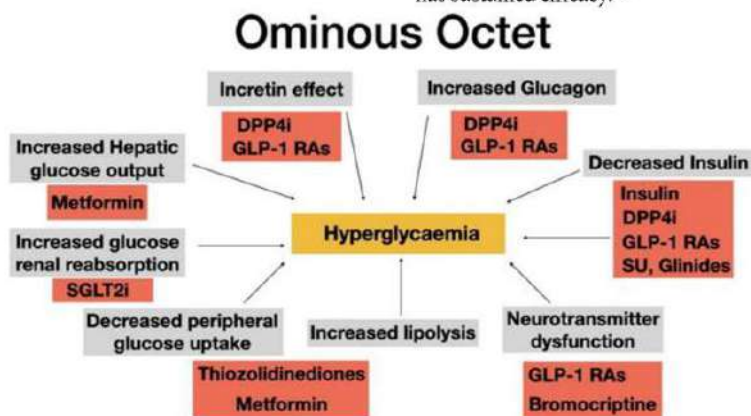 Ominous Octet
Incretin effect
DPP4i
GLP-1 RAs
Increased Glucagon
DPP4i
GLP-1 RAs
Increased Hepatic
glucose output
Metformin
Decreased Insulin
Insulin
DPP4i
GLP-1 RAs
SU, Glinides
Hyperglycaemia
Increased glucose
renal reabsorption
SGLT2i
Decreased peripheral
glucose uptake
Thiozolidinediones
Metformin
Increased lipolysis
Neurotransmitter
dysfunction
GLP-1 RAs
Bromocriptine